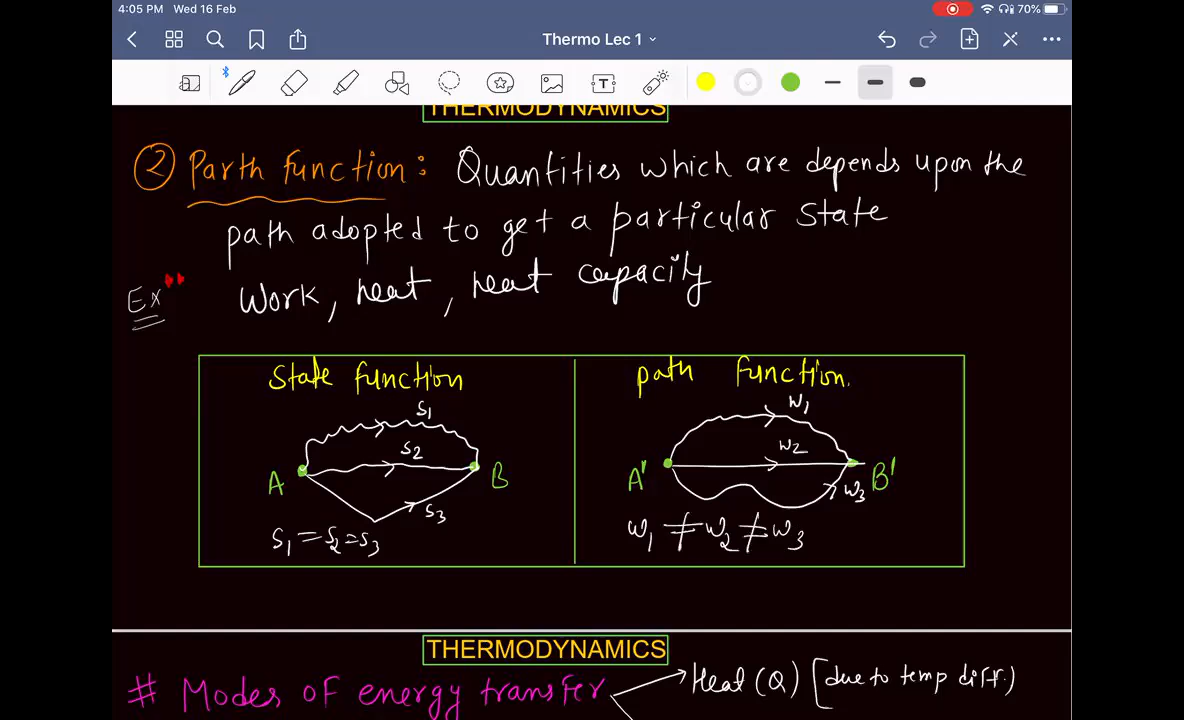 4:05 PM Wed 16 Feb
70%
Thermo Lec 1
T
THERMODYNAMICS
② Parth function: Quantities which are depends upon the
path adopted to get a particular state
Ex" Work, heat, heat capacity
State function
path function.
S1
S2
S3
A
B
S1 = S2 = S3
W1
W2
W3
A'
B'
W1 ≠ W2 ≠ W3
THERMODYNAMICS
# Modes of energy transfer
Heat (Q) [due to temp diff.)